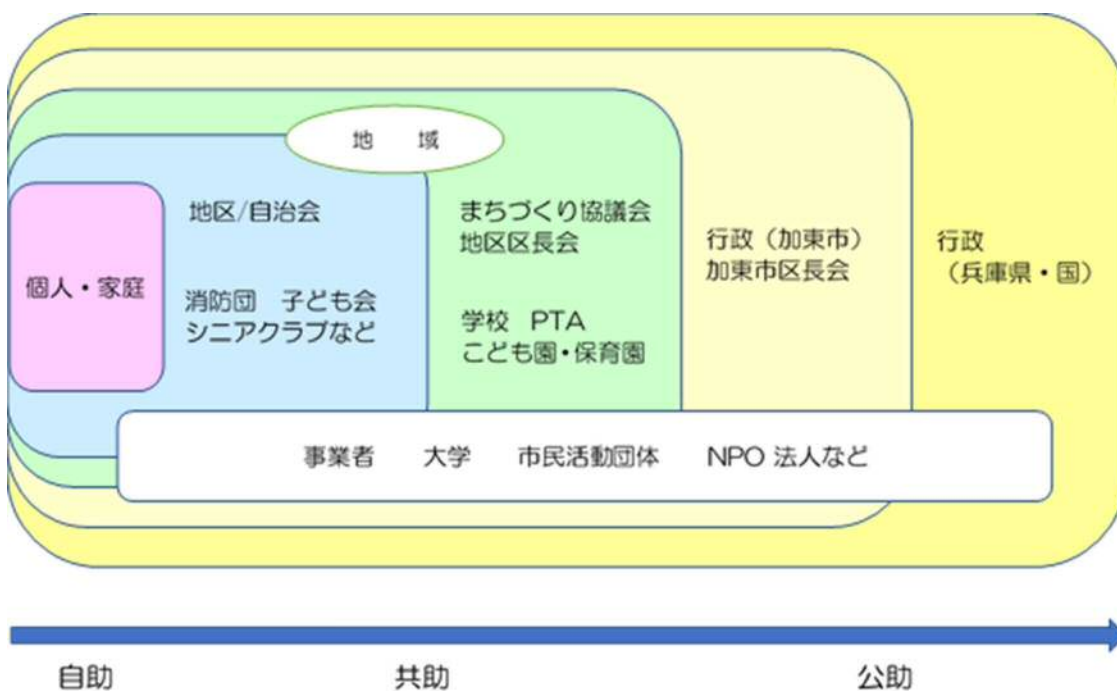 地　域
個人・家庭
地区/自治会
消防団　子ども会
シニアクラブなど
まちづくり協議会
地区区長会
学校　PTA
こども園・保育園
行政（加東市）
加東市区長会
行政
（兵庫県・国）
事業者　大学　市民活動団体　NPO 法人など
自助　共助　公助